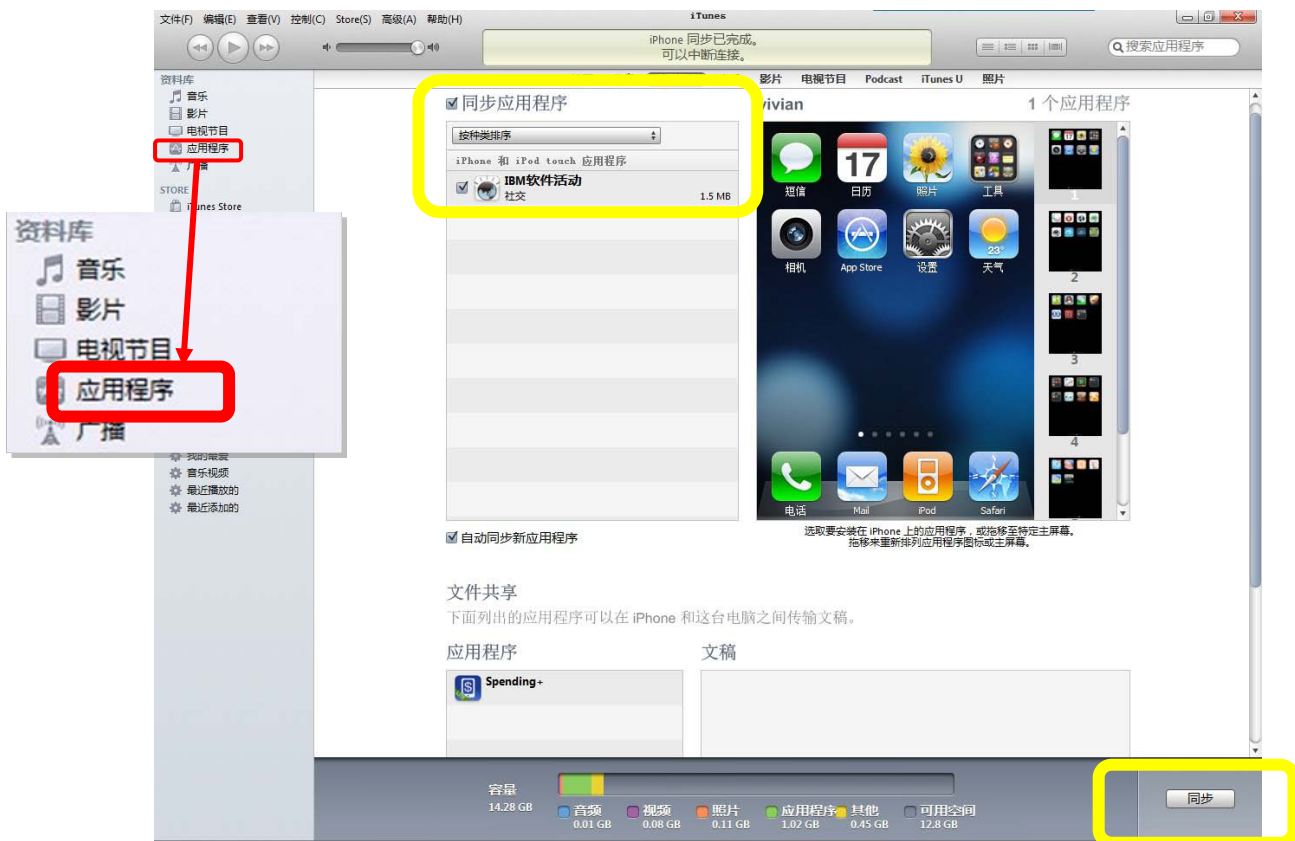 文件(F) 编辑(E) 查看(V) 控制(C) Store(S) 高级(A) 帮助(H)
iTunes
iPhone 同步已完成。
可以中断连接。
搜索应用程序
影片 电视节目 Podcast iTunes U 照片
资料库
音乐
影片
电视节目
应用程序
广播
STORE
iTunes Store
资料库
音乐
影片
电视节目
应用程序
广播
我的最爱
音乐视频
最近播放的
最近添加的
同步应用程序
按种类排序
iPhone 和 iPod touch 应用程序
IBM软件活动
社交
1.5 MB
自动同步新应用程序
vivian
1 个应用程序
17
短信 日历 照片 工具
23°
相机 App Store 设置 天气
电话 Mail iPod Safari
1
2
3
4
选取要安装在 iPhone 上的应用程序，或拖移至特定主屏幕。
拖移来重新排列应用程序图标或主屏幕。
文件共享
下面列出的应用程序可以在 iPhone 和这台电脑之间传输文稿。
应用程序
文稿
Spending+
容量
14.28 GB
音频 视频 照片 应用程序 其他 可用空间
0.01 GB 0.08 GB 0.11 GB 1.02 GB 0.45 GB 12.8 GB
同步